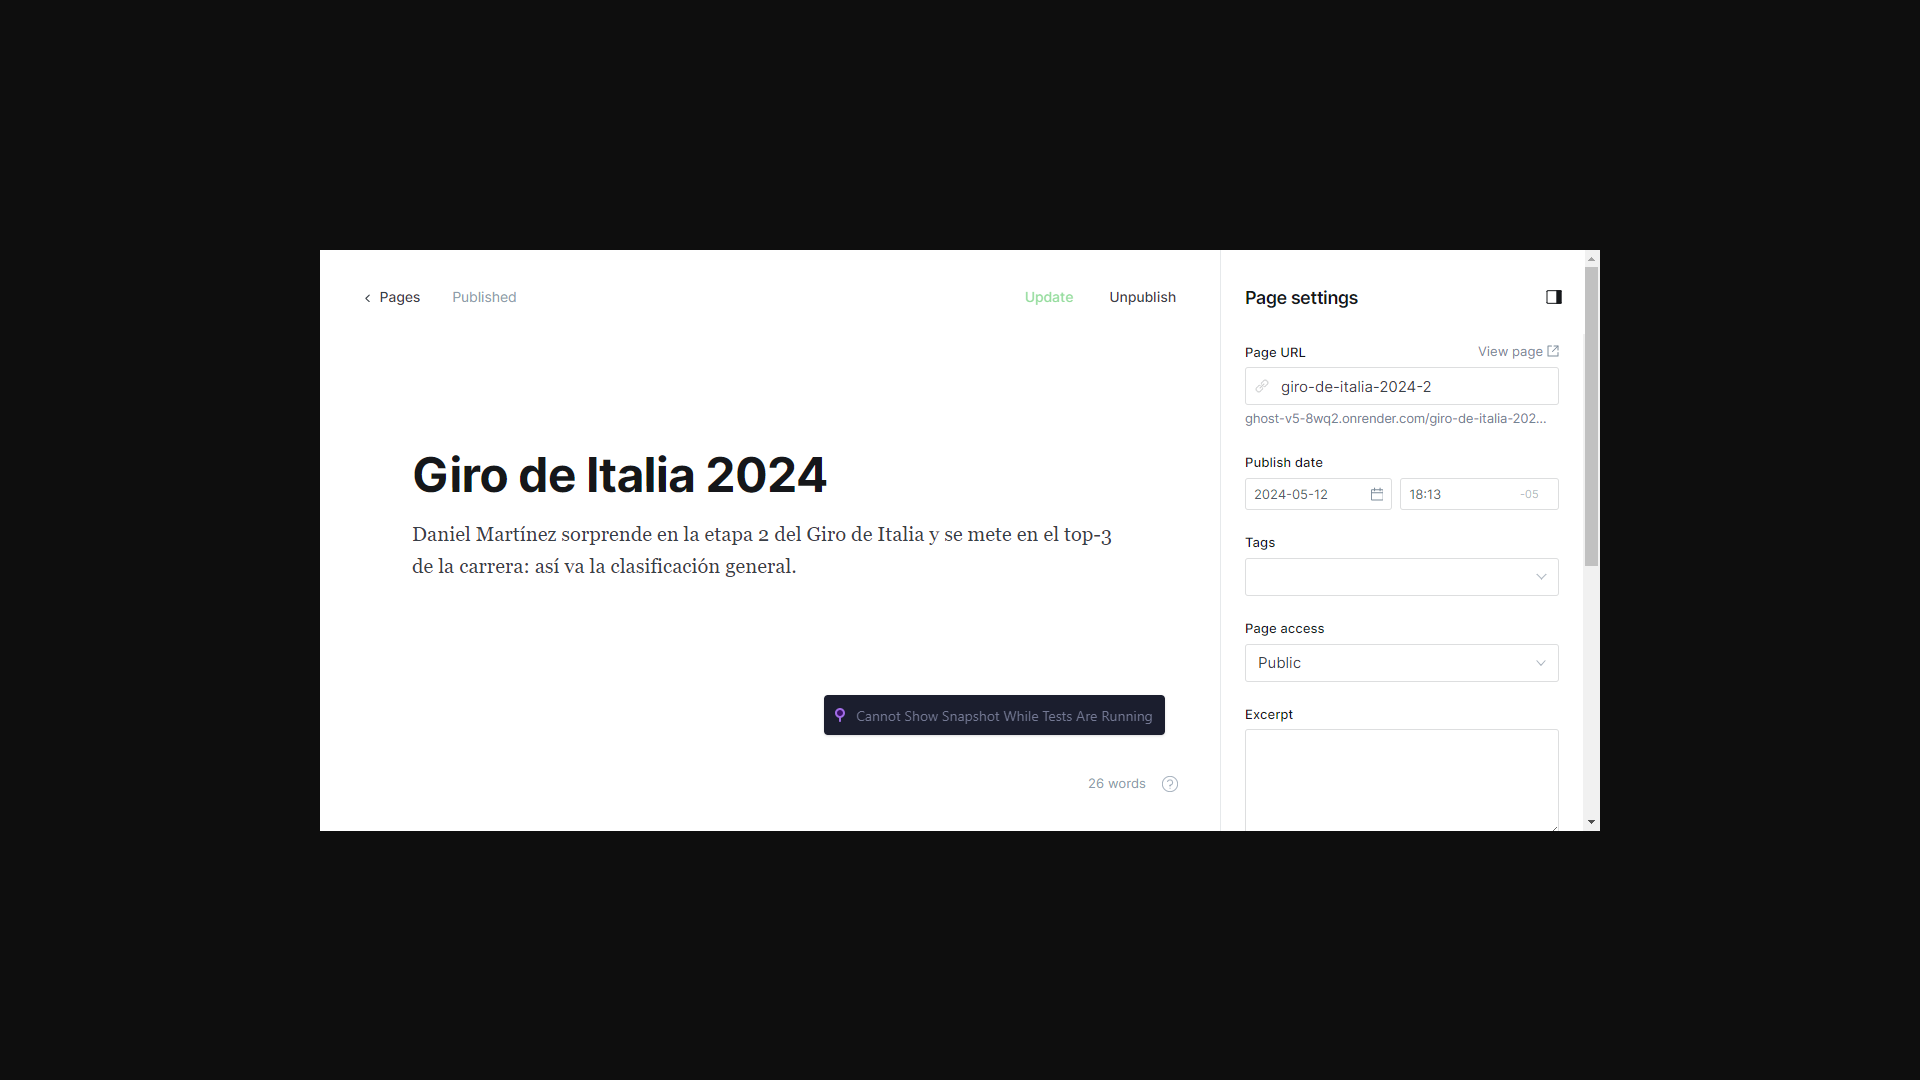 Pages
Published
Update
Unpublish
Giro de Italia 2024
Daniel Martínez sorprende en la etapa 2 del Giro de Italia y se mete en el top-3
de la carrera: así va la clasificación general.
Cannot Show Snapshot While Tests Are Running
26 words
Page settings
Page URL
View page
giro-de-italia-2024-2
ghost-v5-8wq2.onrender.com/giro-de-italia-202...
Publish date
2024-05-12
18:13
-05
Tags
Page access
Public
Excerpt